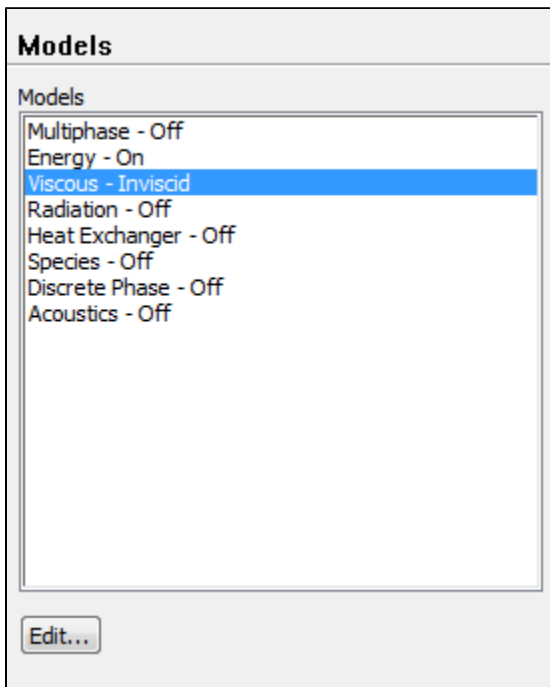 Models
Models
Multiphase - Off
Energy - On
Viscous - Inviscid
Radiation - Off
Heat Exchanger - Off
Species - Off
Discrete Phase - Off
Acoustics - Off
Edit...